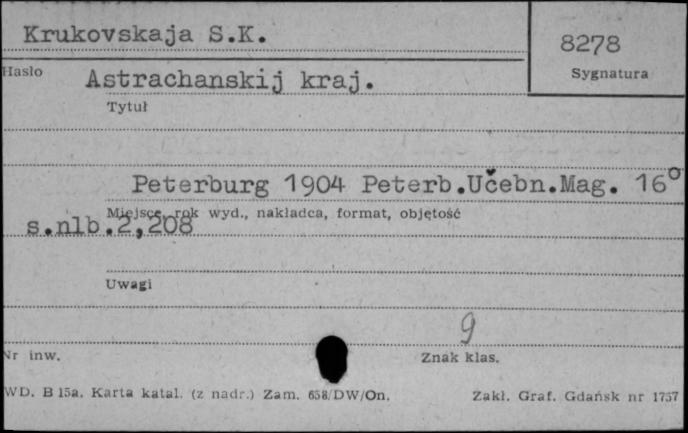 Krukovskaja S.K.
8278
Hasło
Sygnatura
Astrachanskij kraj.
Tytuł
Peterburg 1904 Peterb.Učebn.Mag. 16°
Miejsce, rok wyd., nakładca, format, objętość
s.nlb.2,208
Uwagi
9
Nr inw.
Znak klas.
WD. B 15a. Karta katal. (z nadr.) Zam. 658/DW/On.
Zakł. Graf. Gdańsk nr 1757